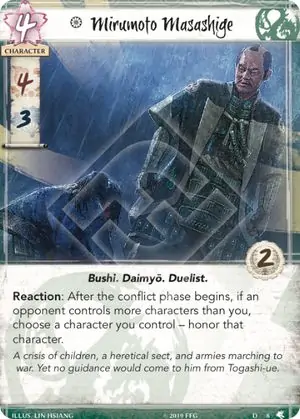 4
Mirumoto Masashige
CHARACTER
4
3
2
Bushi. Daimyō. Duelist.
Reaction: After the conflict phase begins, if an
opponent controls more characters than you,
choose a character you control – honor that
character.
A crisis of children, a heretical sect, and armies marching to
war. Yet no guidance would come to him from Togashi-ue.
ILLUS. LIN HSIANG
© 2019 FFG
D